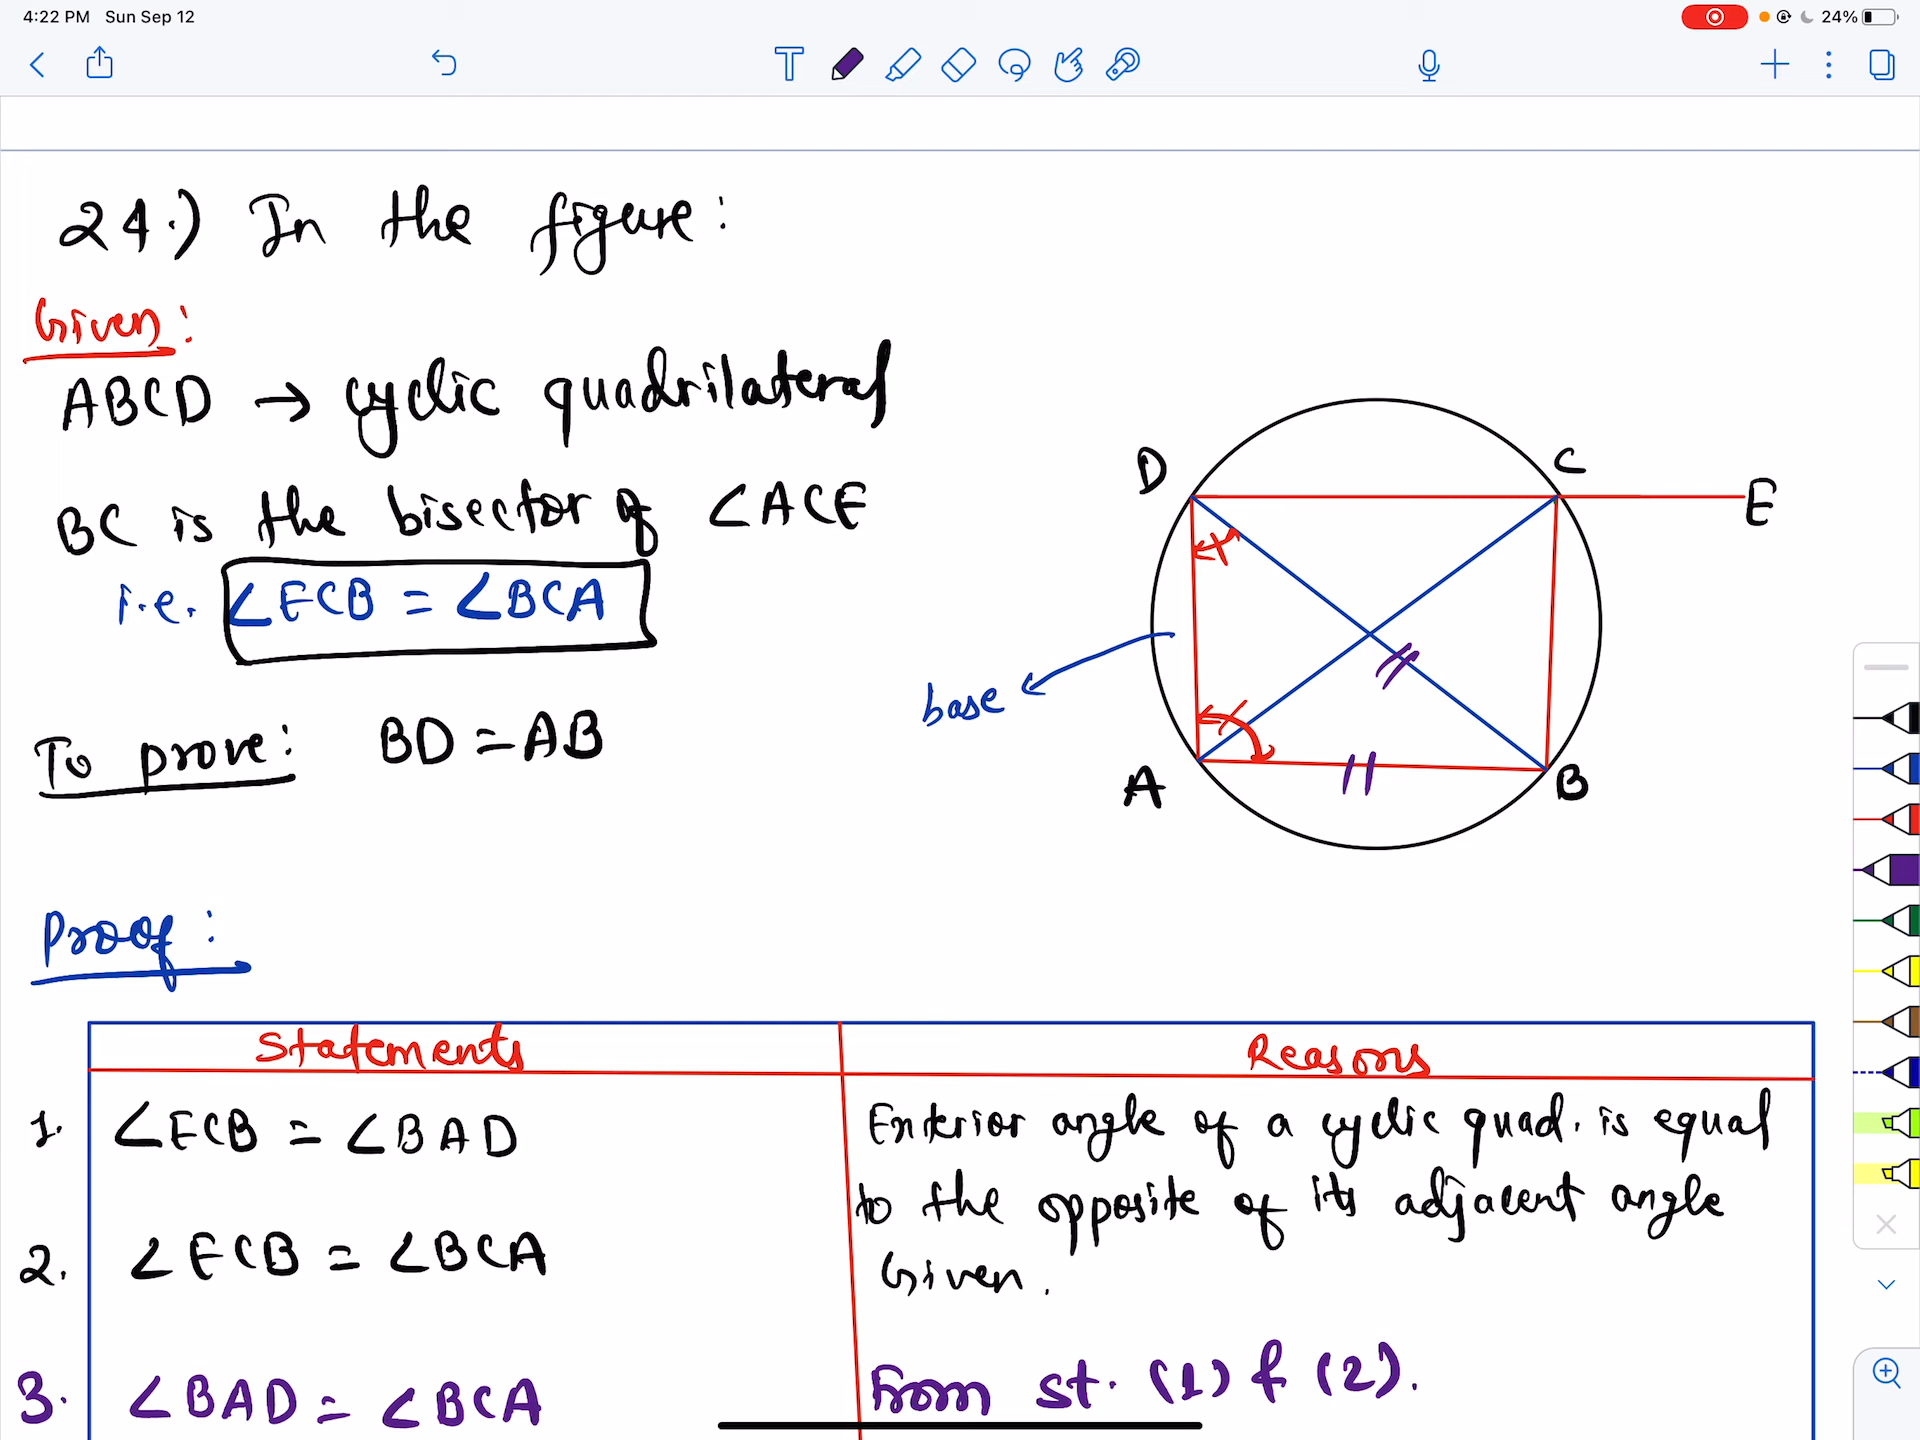 4:22 PM Sun Sep 12
24%
24.) In the figure:
Given:
ABCD → cyclic quadrilateral
BC is the bisector of ∠ACE
i.e. ∠ECB = ∠BCA
To prove: BD = AB
D
C
E
base
A
B
Proof:
Statements
Reasons
1. ∠ECB = ∠BAD
Exterior angle of a cyclic quad. is equal
to the opposite of its adjacent angle
2. ∠ECB = ∠BCA
Given.
3. ∠BAD = ∠BCA
From st. (1) & (2).